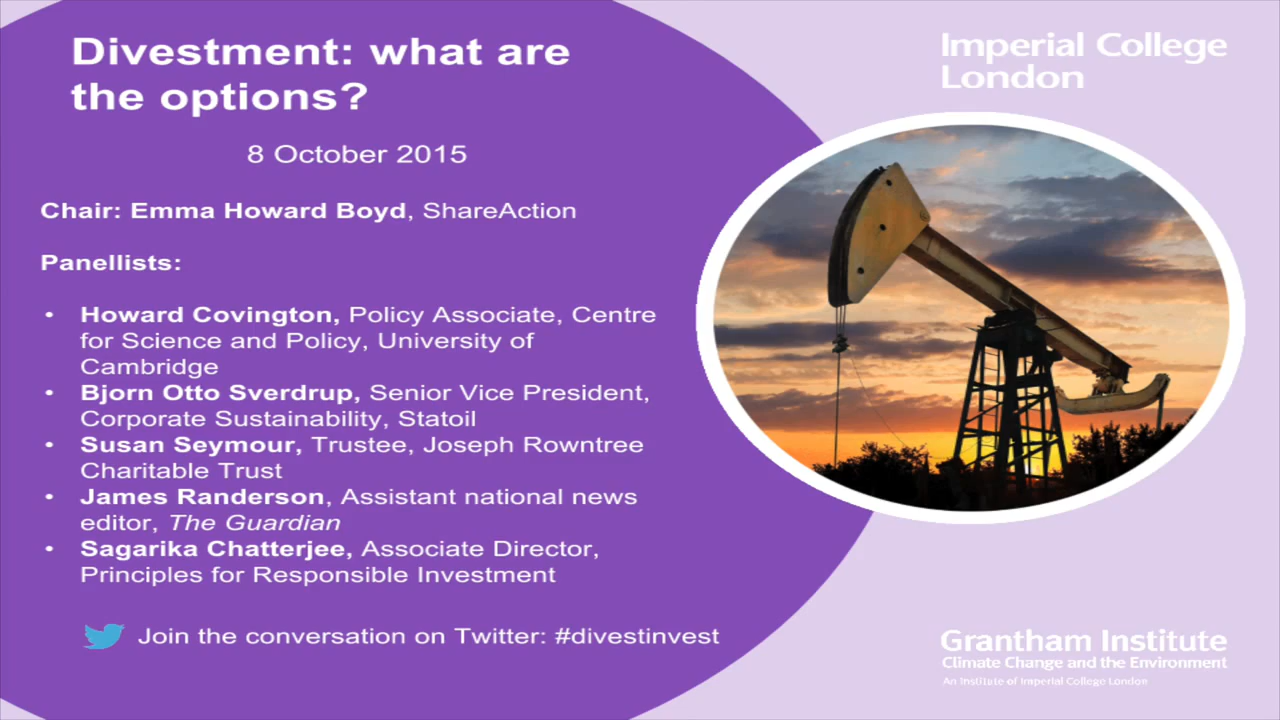 Divestment: what are
the options?
8 October 2015
Chair: Emma Howard Boyd, ShareAction
Panellists:
• Howard Covington, Policy Associate, Centre
for Science and Policy, University of
Cambridge
• Bjorn Otto Sverdrup, Senior Vice President,
Corporate Sustainability, Statoil
• Susan Seymour, Trustee, Joseph Rowntree
Charitable Trust
• James Randerson, Assistant national news
editor, The Guardian
• Sagarika Chatterjee, Associate Director,
Principles for Responsible Investment
Join the conversation on Twitter: #divestinvest
Imperial College
London
Grantham Institute
Climate Change and the Environment
An institute of Imperial College London